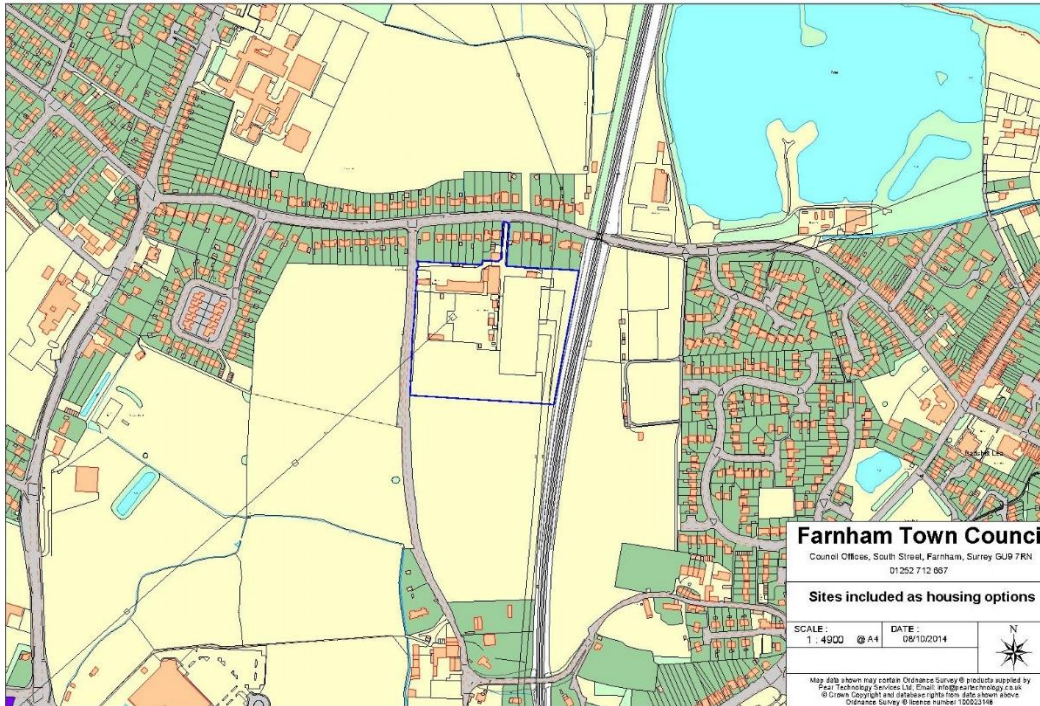 Farnham Town Counci
Council Offices, South Street, Farnham, Surrey GU9 7RN
01252 712 667
Sites included as housing options
SCALE :
1 : 4900 @ A4
DATE :
08/10/2014
N
Map data shown may contain Ordnance Survey ® products supplied by
Pear Technology Services Ltd; Email: info@peartechnology.co.uk
© Crown Copyright and database rights from date shown above
Ordnance Survey ® licence number 100023148